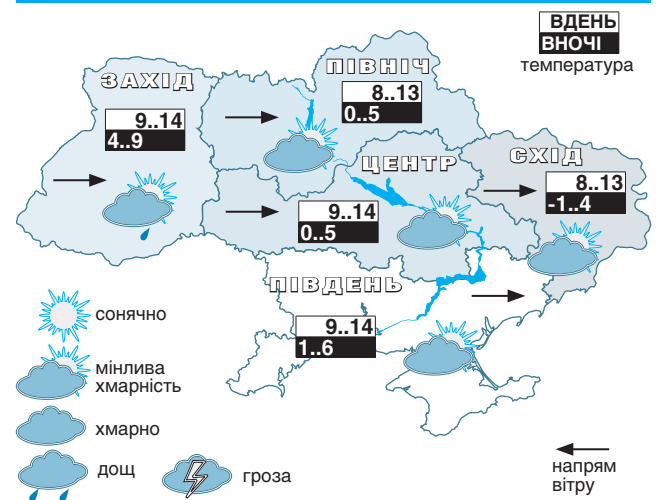 ВДЕНЬ
ВНОЧІ
температура
ЗАХІД
9..14
4..9
ПІВНІЧ
8..13
0..5
ЦЕНТР
9..14
0..5
СХІД
8..13
-1..4
ПІВДЕНЬ
9..14
1..6
сонячно
мінлива
хмарність
хмарно
дощ
гроза
напрям
вітру